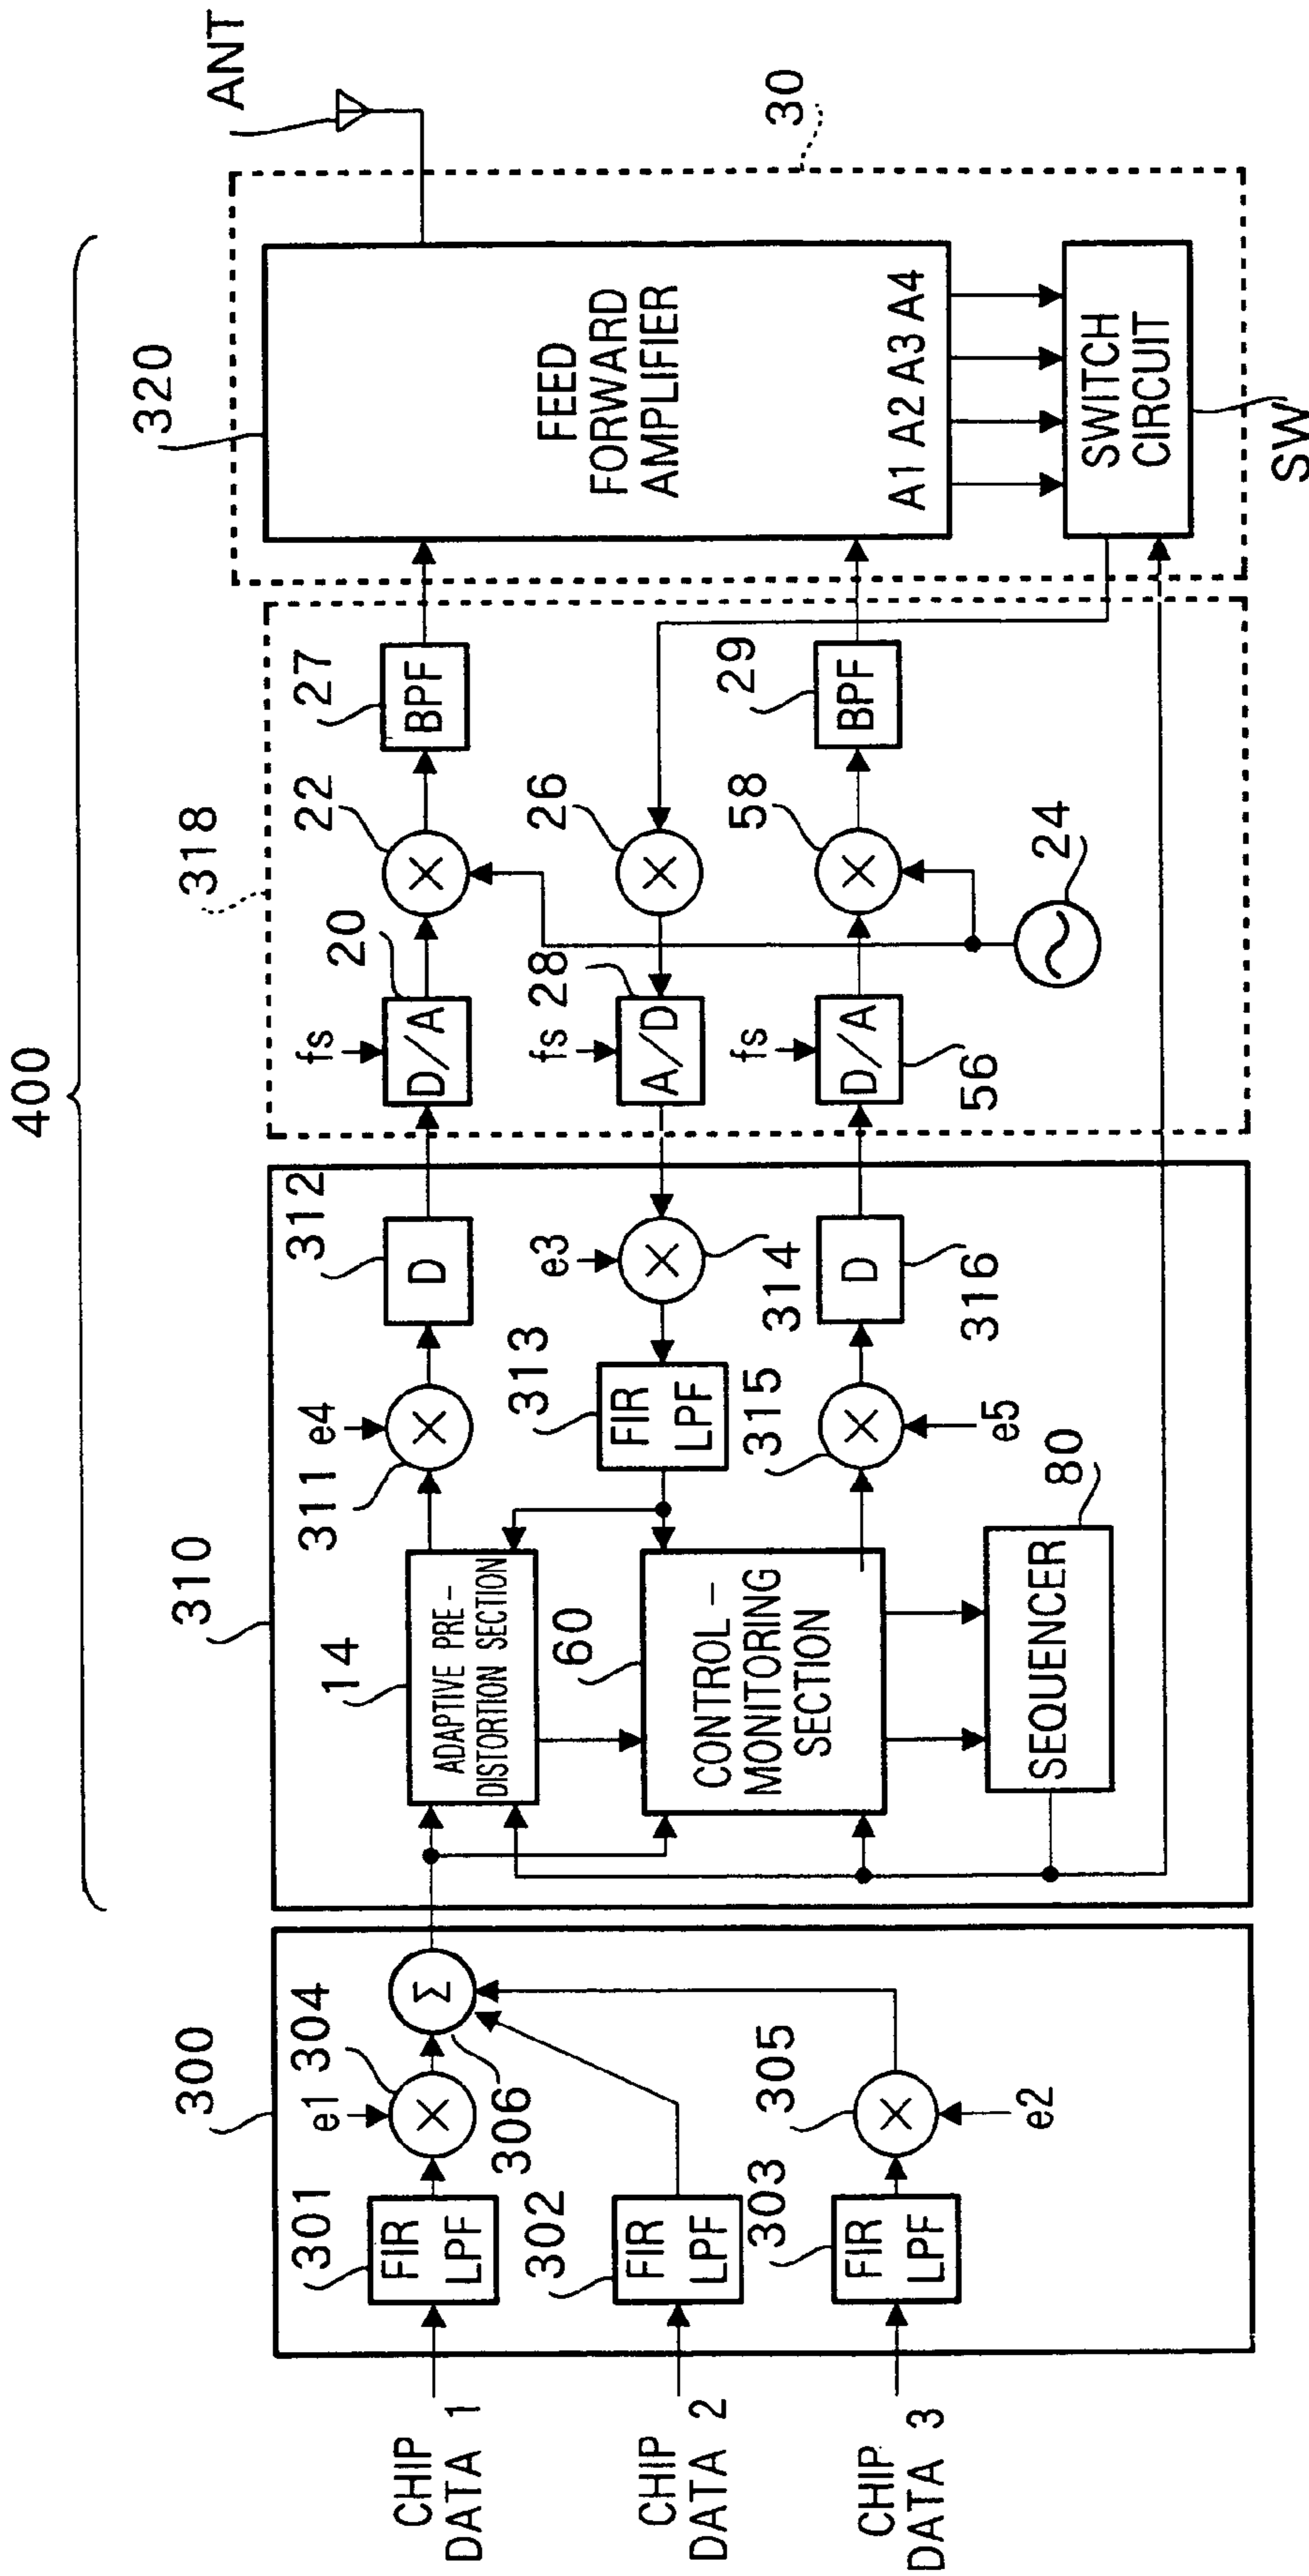 400
300
310
318
320
ANT
30
CHIP
DATA 1
301
FIR
LPF
e1
304
Σ
306
CHIP
DATA 2
302
FIR
LPF
CHIP
DATA 3
303
FIR
LPF
305
e2
14
ADAPTIVE PRE-
DISTORTION SECTION
311
e4
312
D
60
CONTROL-
MONITORING
SECTION
313
FIR
LPF
e3
314
315
e5
D
316
SEQUENCER
80
fs
20
D/A
22
27
BPF
fs
28
A/D
26
fs
D/A
56
58
29
BPF
24
FEED
FORWARD
AMPLIFIER
A1 A2 A3 A4
SWITCH
CIRCUIT
SW